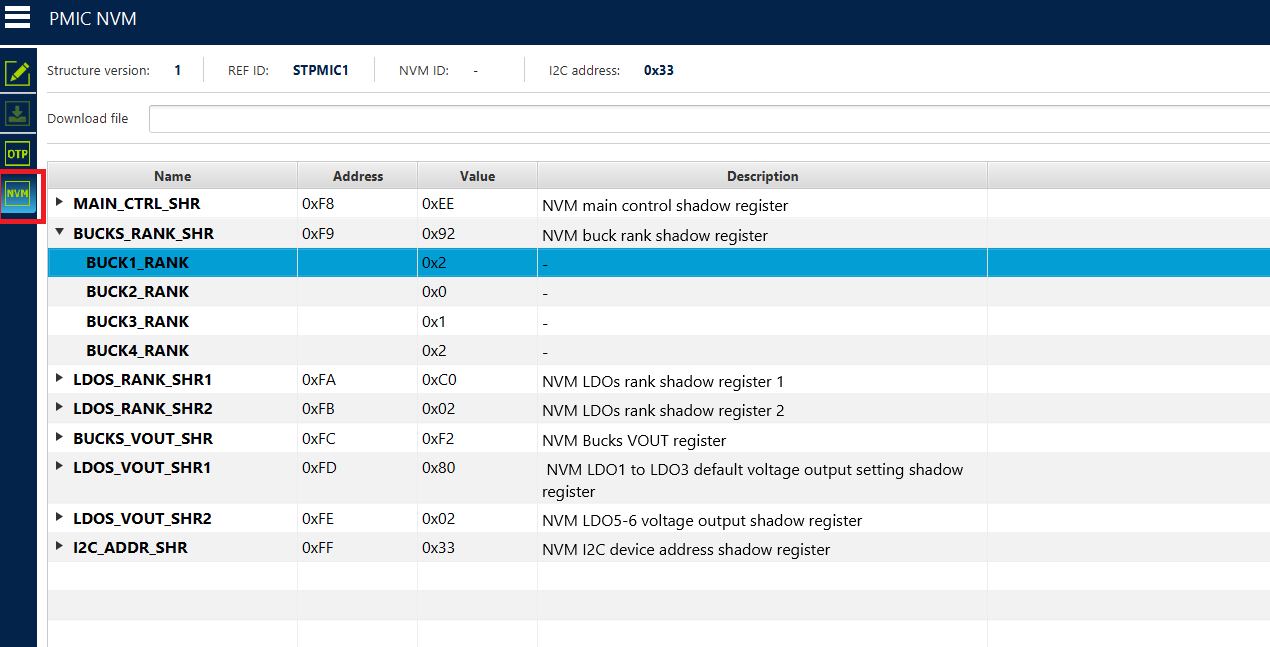 PMIC NVM
Structure version: 1 REF ID: STPMIC1 NVM ID: - I2C address: 0x33
Download file
OTP
NVM
Name Address Value Description
MAIN_CTRL_SHR 0xF8 0xEE NVM main control shadow register
BUCKS_RANK_SHR 0xF9 0x92 NVM buck rank shadow register
BUCK1_RANK 0x2 -
BUCK2_RANK 0x0 -
BUCK3_RANK 0x1 -
BUCK4_RANK 0x2 -
LDOS_RANK_SHR1 0xFA 0xC0 NVM LDOs rank shadow register 1
LDOS_RANK_SHR2 0xFB 0x02 NVM LDOs rank shadow register 2
BUCKS_VOUT_SHR 0xFC 0xF2 NVM Bucks VOUT register
LDOS_VOUT_SHR1 0xFD 0x80 NVM LDO1 to LDO3 default voltage output setting shadow
register
LDOS_VOUT_SHR2 0xFE 0x02 NVM LDO5-6 voltage output shadow register
I2C_ADDR_SHR 0xFF 0x33 NVM I2C device address shadow register